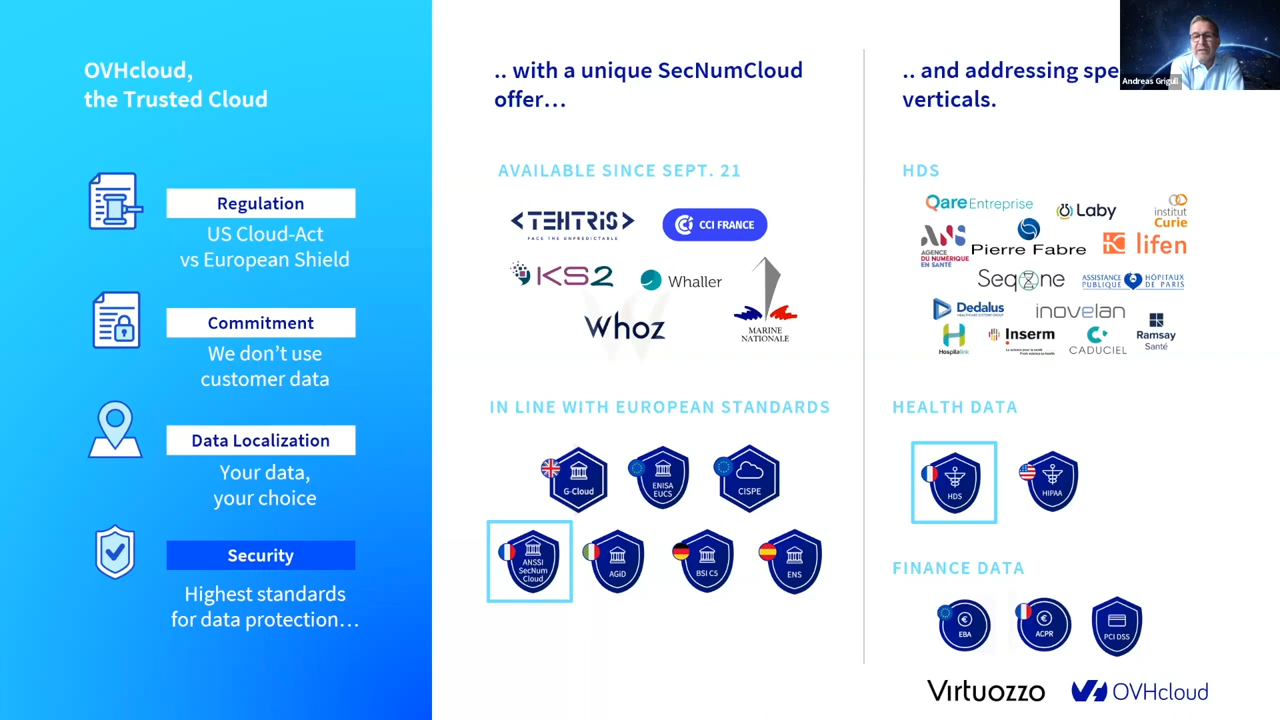 OVHcloud,
the Trusted Cloud
Regulation
US Cloud-Act
vs European Shield
Commitment
We don't use
customer data
Data Localization
Your data,
your choice
Security
Highest standards
for data protection…
.. with a unique SecNumCloud
offer…
AVAILABLE SINCE SEPT. 21
<TEHTRIS>
FACE THE UNPREDICTABLE
CCI FRANCE
KS2
Whaller
Whoz
MARINE
NATIONALE
IN LINE WITH EUROPEAN STANDARDS
G-Cloud
ENISA
EUCS
CISPE
ANSSI
SecNum
Cloud
AGiD
BSI C5
ENS
.. and addressing spe
verticals.
Andreas Grigull
HDS
Qare Entreprise
Laby
institut
Curie
ANS
AGENCE
DU NUMÉRIQUE
EN SANTÉ
Pierre Fabre
lifen
SeqOne
ASSISTANCE
PUBLIQUE
HÔPITAUX
DE PARIS
Dedalus
inovelan
Hospitalink
Inserm
CADUCIEL
Ramsay
Santé
HEALTH DATA
HDS
HIPAA
FINANCE DATA
EBA
ACPR
PCI DSS
Virtuozzo
OVHcloud